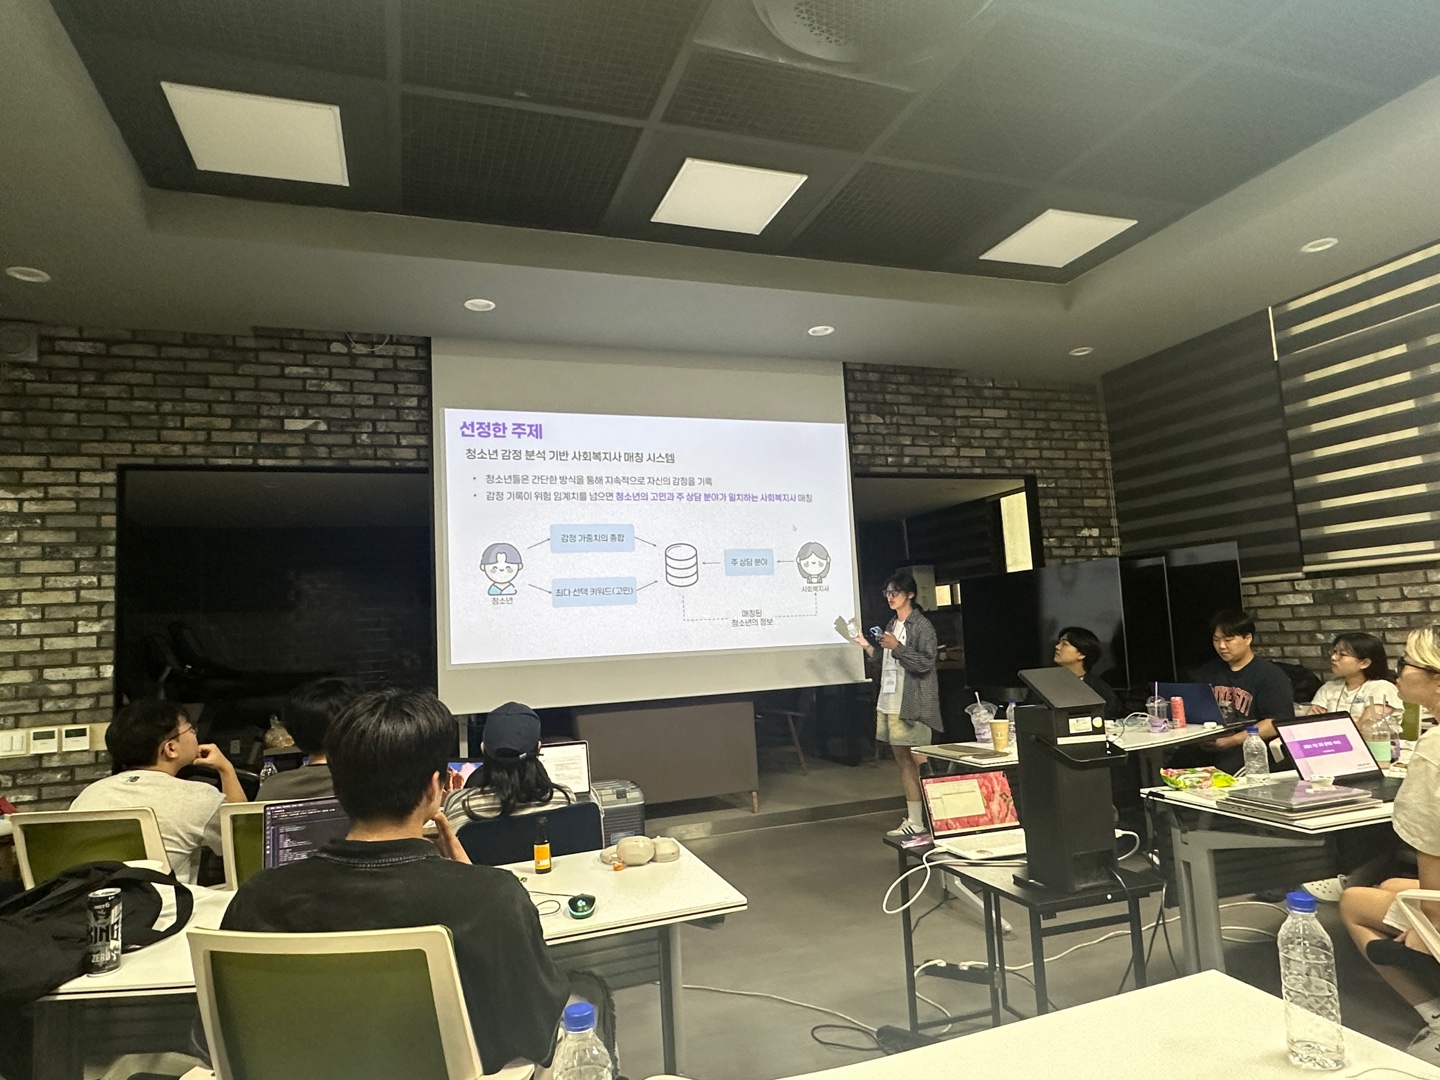 선정한 주제
청소년 감정 분석 기반 사회복지사 매칭 시스템
• 청소년들은 간단한 방식을 통해 지속적으로 자신의 감정을 기록
• 감정 기록이 위험 임계치를 넘으면 청소년의 고민과 주 상담 분야가 일치하는 사회복지사 매칭
감정 가중치의 총합
주 상담 분야
최다 선택 키워드(고민)
청소년
사회복지사
매칭된
청소년의 정보
KING
ZERO